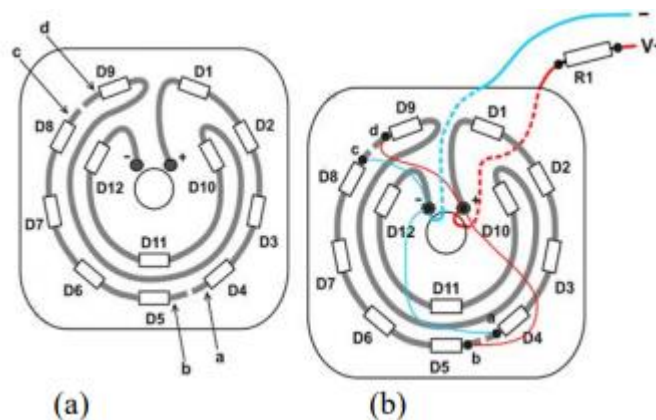 d
c
D9
D1
D8
D2
-
+
D12
D10
D7
D3
D11
D6
D4
D5
b
a
(a)
-
V+
R1
D9
D1
d
c
D8
D2
-
+
D12
D10
D7
D3
D11
D6
a
D4
D5
b
(b)